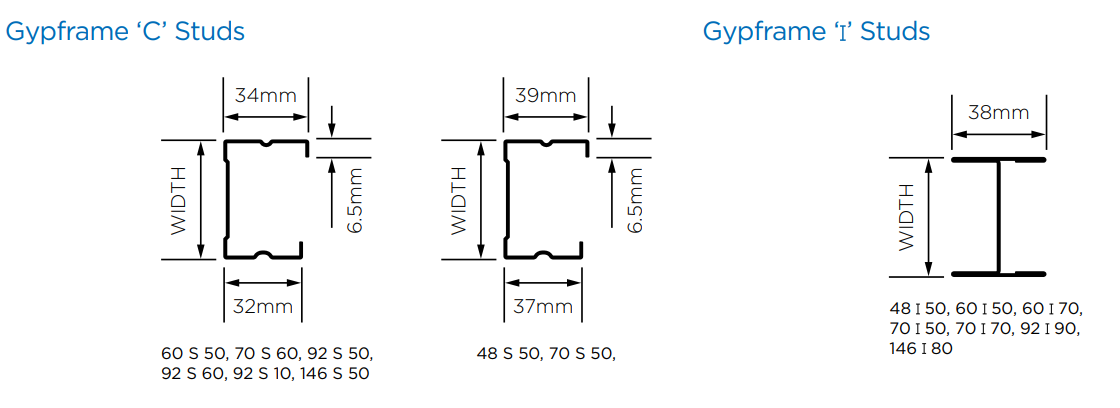 Gypframe ‘C’ Studs
34mm
WIDTH
6.5mm
32mm
60 S 50, 70 S 60, 92 S 50,
92 S 60, 92 S 10, 146 S 50
39mm
WIDTH
6.5mm
37mm
48 S 50, 70 S 50,
Gypframe ‘I’ Studs
38mm
WIDTH
48 I 50, 60 I 50, 60 I 70,
70 I 50, 70 I 70, 92 I 90,
146 I 80